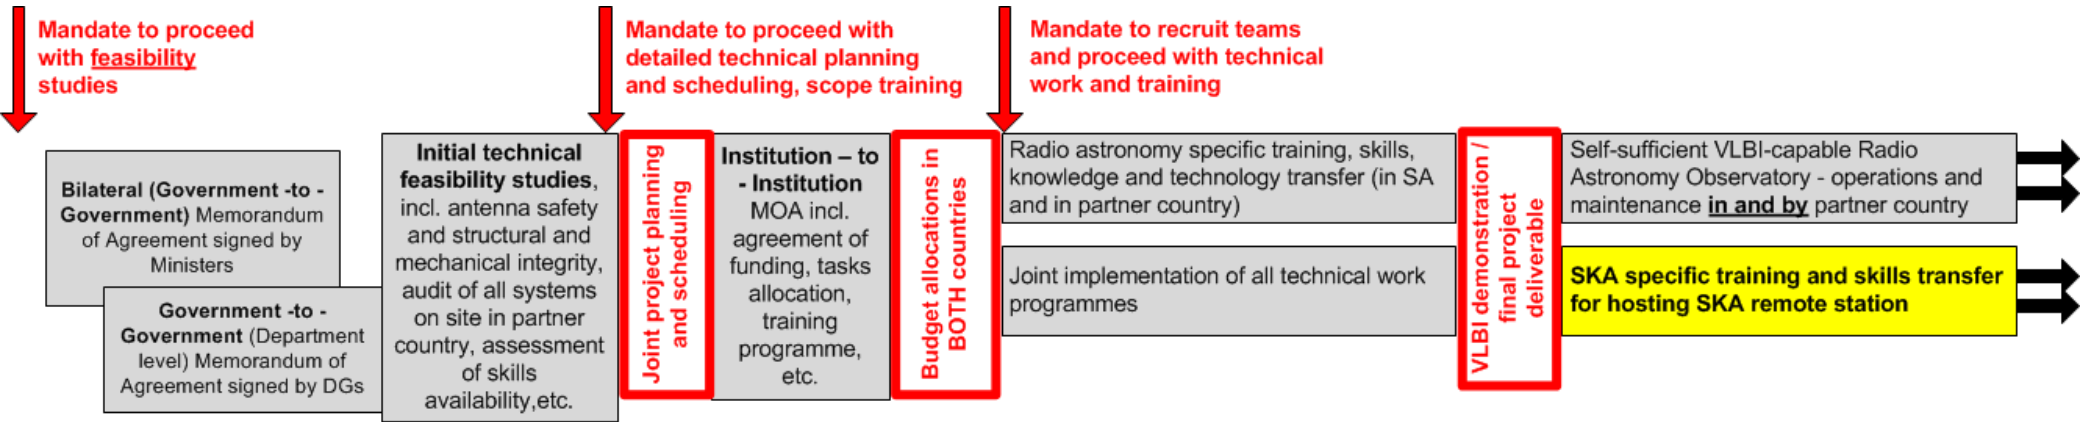 Mandate to proceed
with feasibility
studies
Mandate to proceed with
detailed technical planning
and scheduling, scope training
Mandate to recruit teams
and proceed with technical
work and training
Bilateral (Government -to -
Government) Memorandum
of Agreement signed by
Ministers
Government -to -
Government (Department
level) Memorandum of
Agreement signed by DGs
Initial technical
feasibility studies,
incl. antenna safety
and structural and
mechanical integrity,
audit of all systems
on site in partner
country, assessment
of skills
availability,etc.
Joint project planning
and scheduling
Institution – to
- Institution
MOA incl.
agreement of
funding, tasks
allocation,
training
programme,
etc.
Budget allocations in
BOTH countries
Radio astronomy specific training, skills,
knowledge and technology transfer (in SA
and in partner country)
Joint implementation of all technical work
programmes
VLBI demonstration /
final project
deliverable
Self-sufficient VLBI-capable Radio
Astronomy Observatory - operations and
maintenance in and by partner country
SKA specific training and skills transfer
for hosting SKA remote station